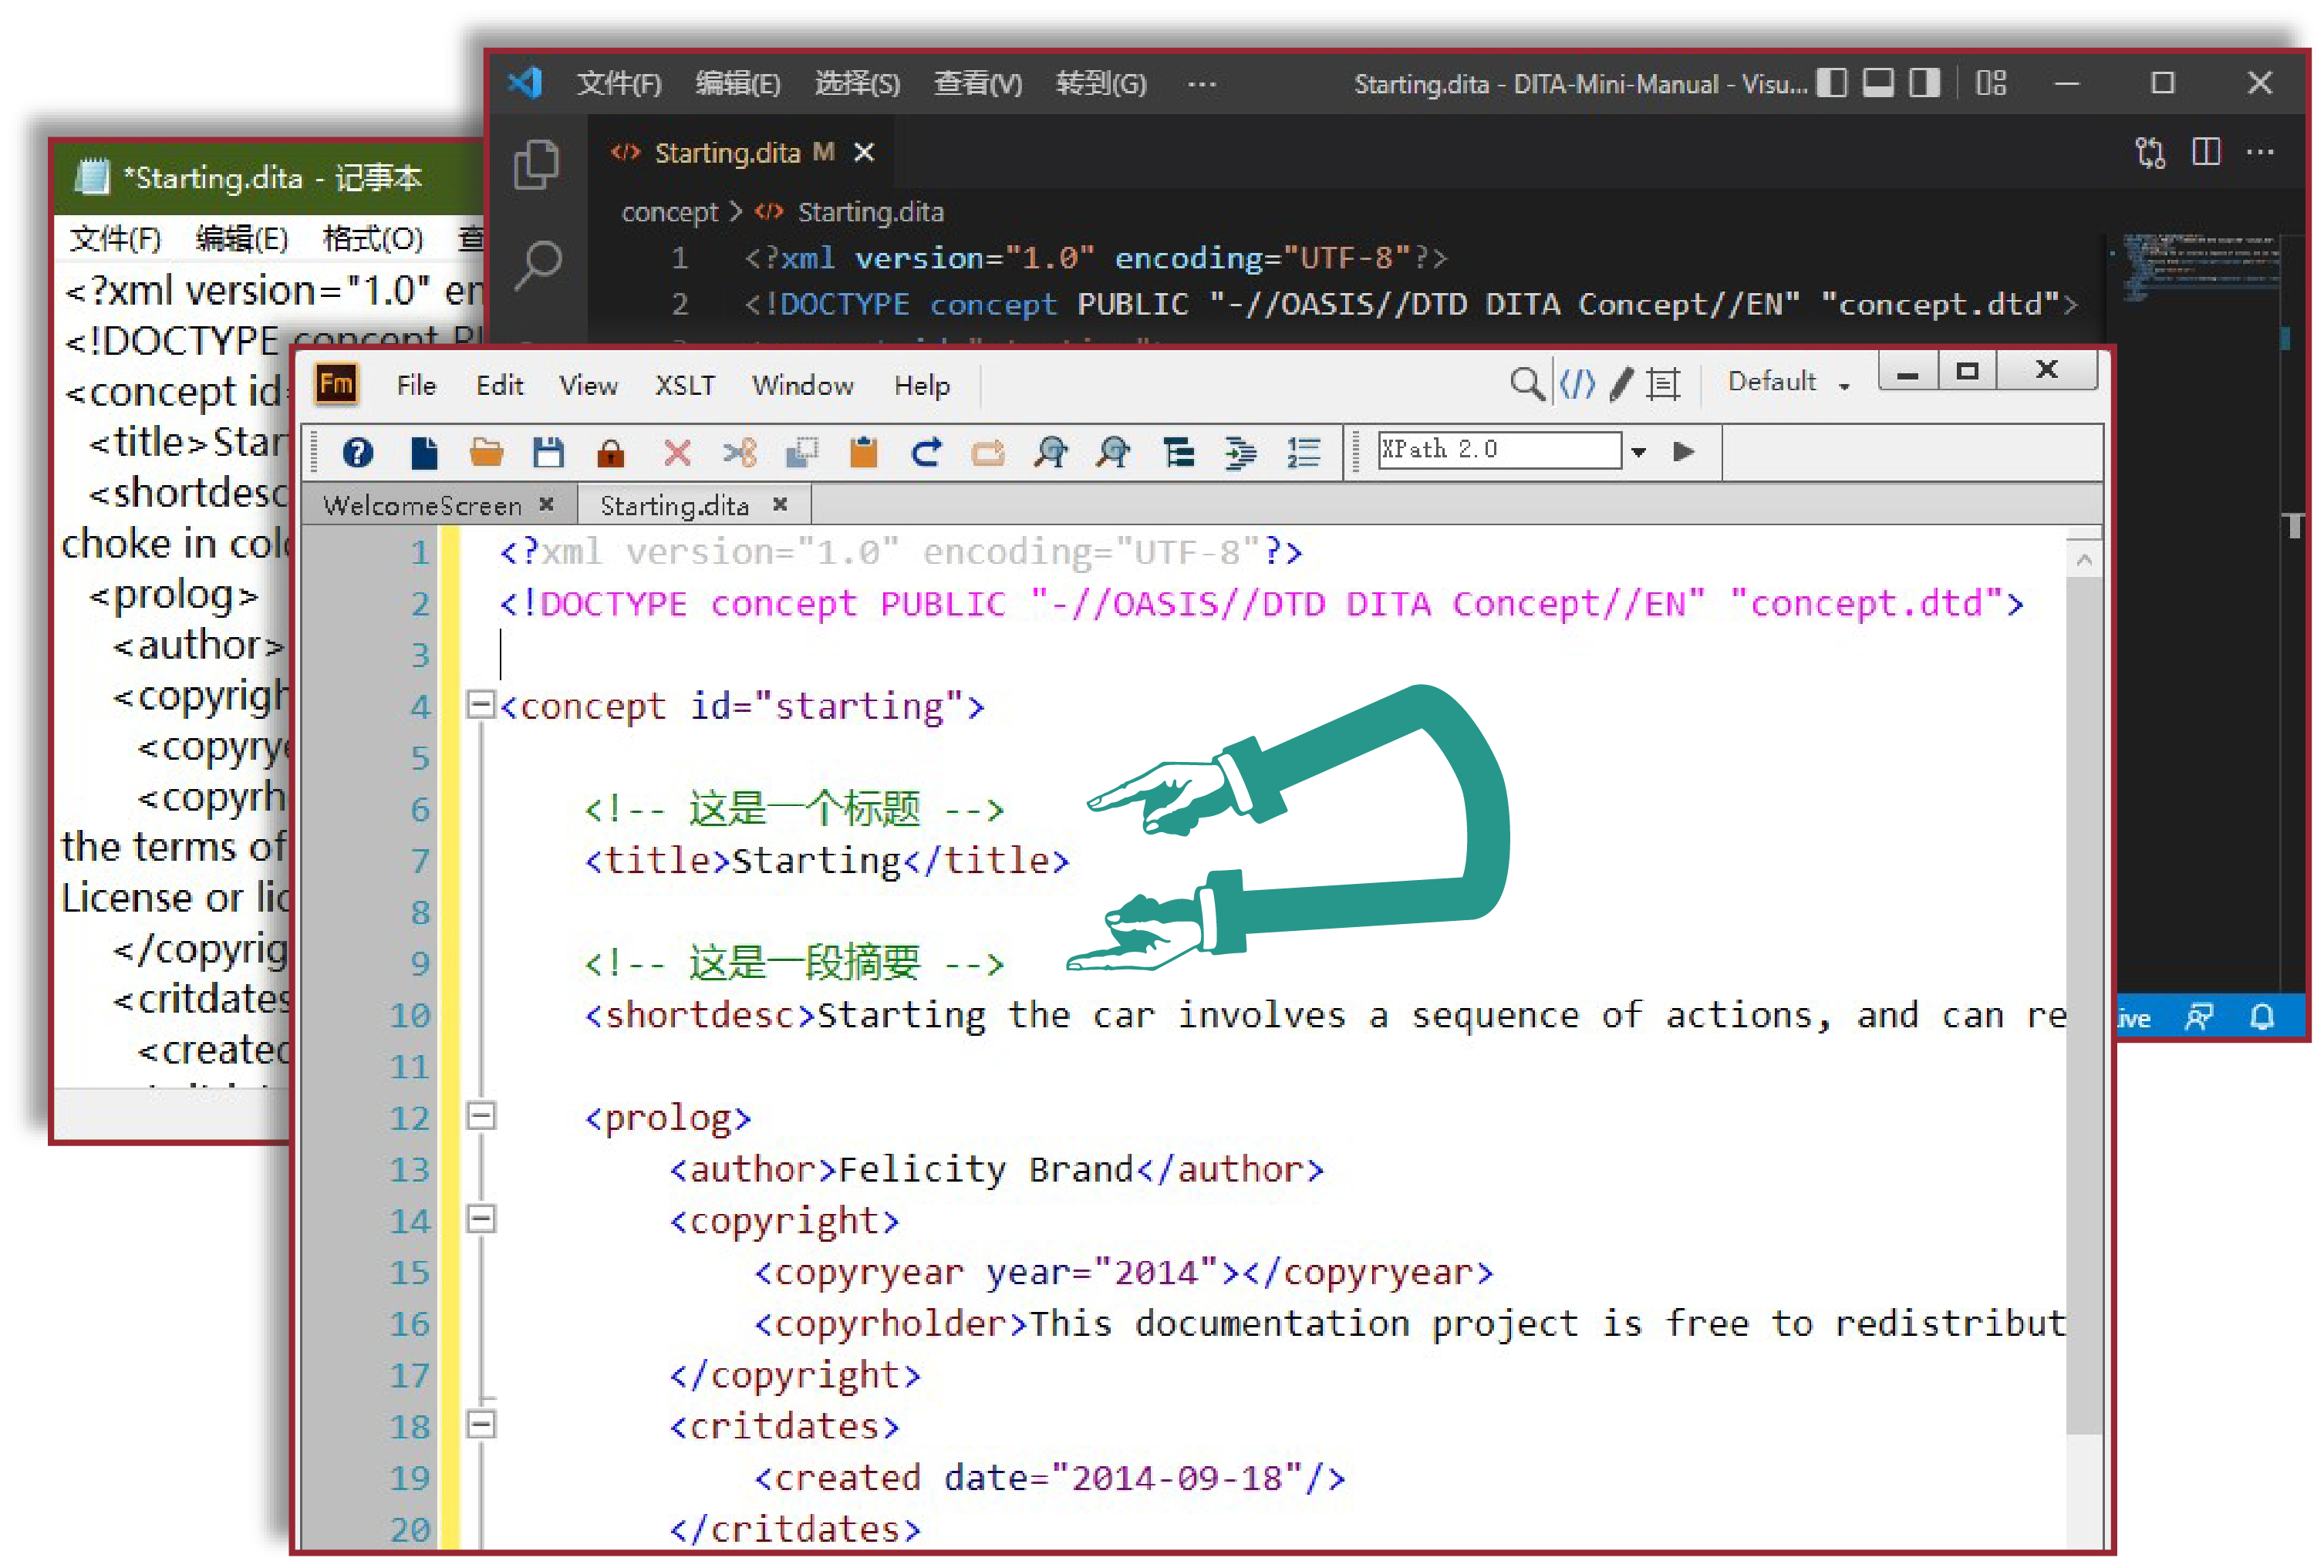 文件(F) 编辑(E) 选择(S) 查看(V) 转到(G) ··· Starting.dita - DITA-Mini-Manual - Visu...
</> Starting.dita M
concept > </> Starting.dita
1 <?xml version="1.0" encoding="UTF-8"?>
2 <!DOCTYPE concept PUBLIC "-//OASIS//DTD DITA Concept//EN" "concept.dtd">
*Starting.dita - 记事本
文件(F) 编辑(E) 格式(O)
<?xml version="1.0" en
<!DOCTYPE concept
<concept id
<title>Star
<shortdesc
choke in
<prolog>
<author>
<copyrigh
<copyrye
<copyrh
the terms of
License or
</copyrig
<critdates
<created
Fm File Edit View XSLT Window Help </> Default
XPath 2.0
WelcomeScreen Starting.dita
1 <?xml version="1.0" encoding="UTF-8"?>
2 <!DOCTYPE concept PUBLIC "-//OASIS//DTD DITA Concept//EN" "concept.dtd">
3
4 <concept id="starting">
5
6 <!-- 这是一个标题 -->
7 <title>Starting</title>
8
9 <!-- 这是一段摘要 -->
10 <shortdesc>Starting the car involves a sequence of actions, and can re
11
12 <prolog>
13 <author>Felicity Brand</author>
14 <copyright>
15 <copyryear year="2014"></copyryear>
16 <copyrholder>This documentation project is free to redistribut
17 </copyright>
18 <critdates>
19 <created date="2014-09-18"/>
20 </critdates>
ive